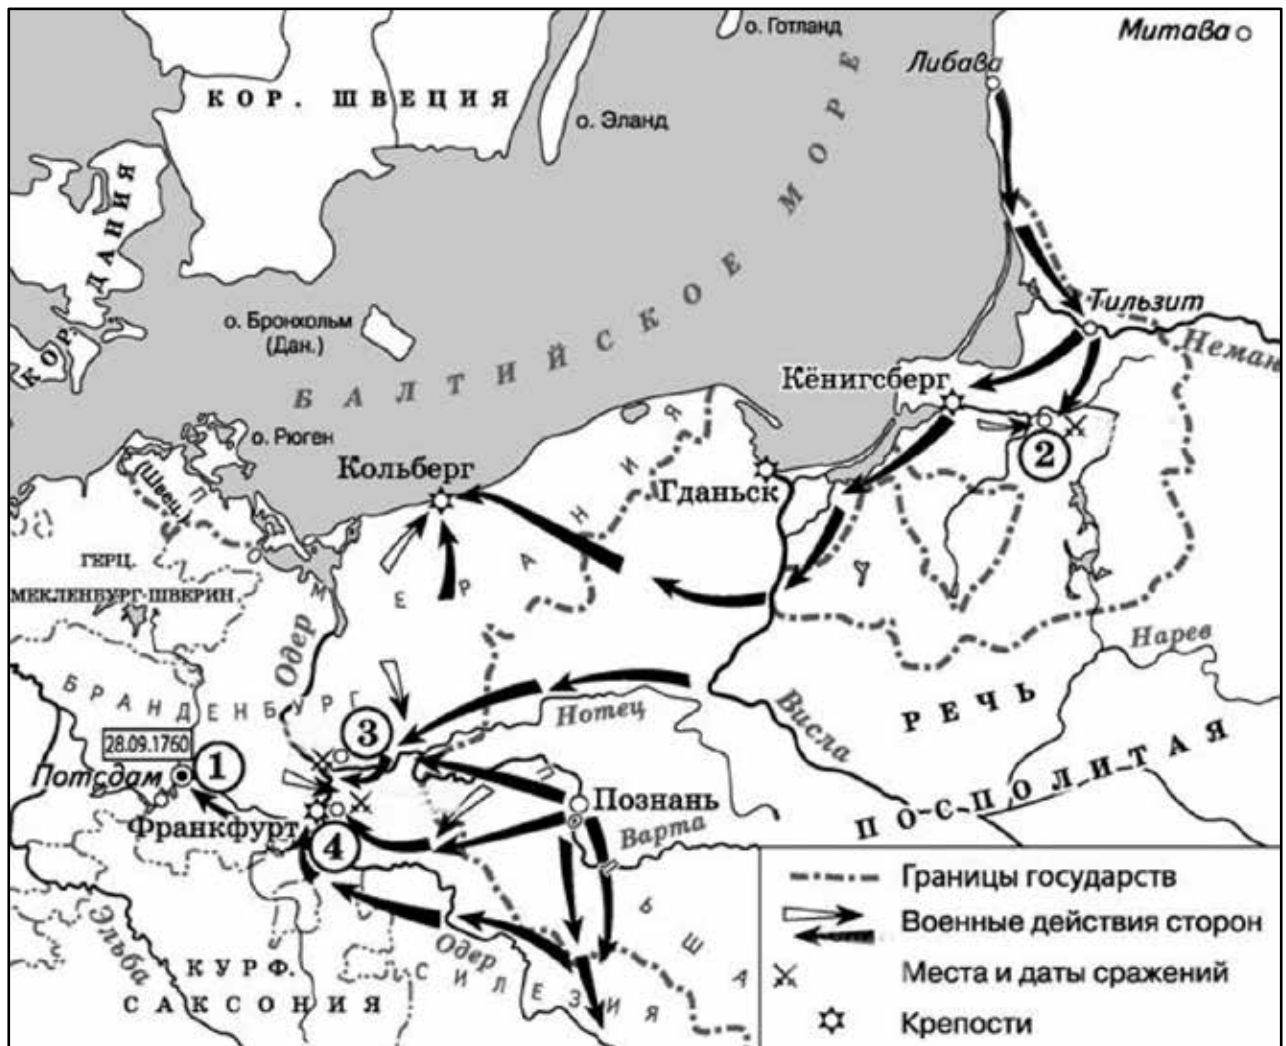 о. Готланд
Митава
Либава
КОР. ШВЕЦИЯ
о. Эланд
КОР. ДАНИЯ
БАЛТИЙСКОЕ МОРЕ
о. Бронхольм
(Дан.)
Тильзит
Неман
Кёнигсберг
2
о. Рюген
Кольберг
Гданьск
(Швец.)
ПОМЕРАНИЯ
ГЕРЦ.
МЕКЛЕНБУРГ-ШВЕРИН
Одер
Нарев
БРАНДЕНБУРГ
Нотец
Висла
РЕЧЬ
ПОСПОЛИТАЯ
28.09.1760
1
3
Потсдам
Познань
Варта
Франкфурт
4
ПОЛЬША
Эльба
Одер
КУРФ.
САКСОНИЯ
СИЛЕЗИЯ
Границы государств
Военные действия сторон
Места и даты сражений
Крепости